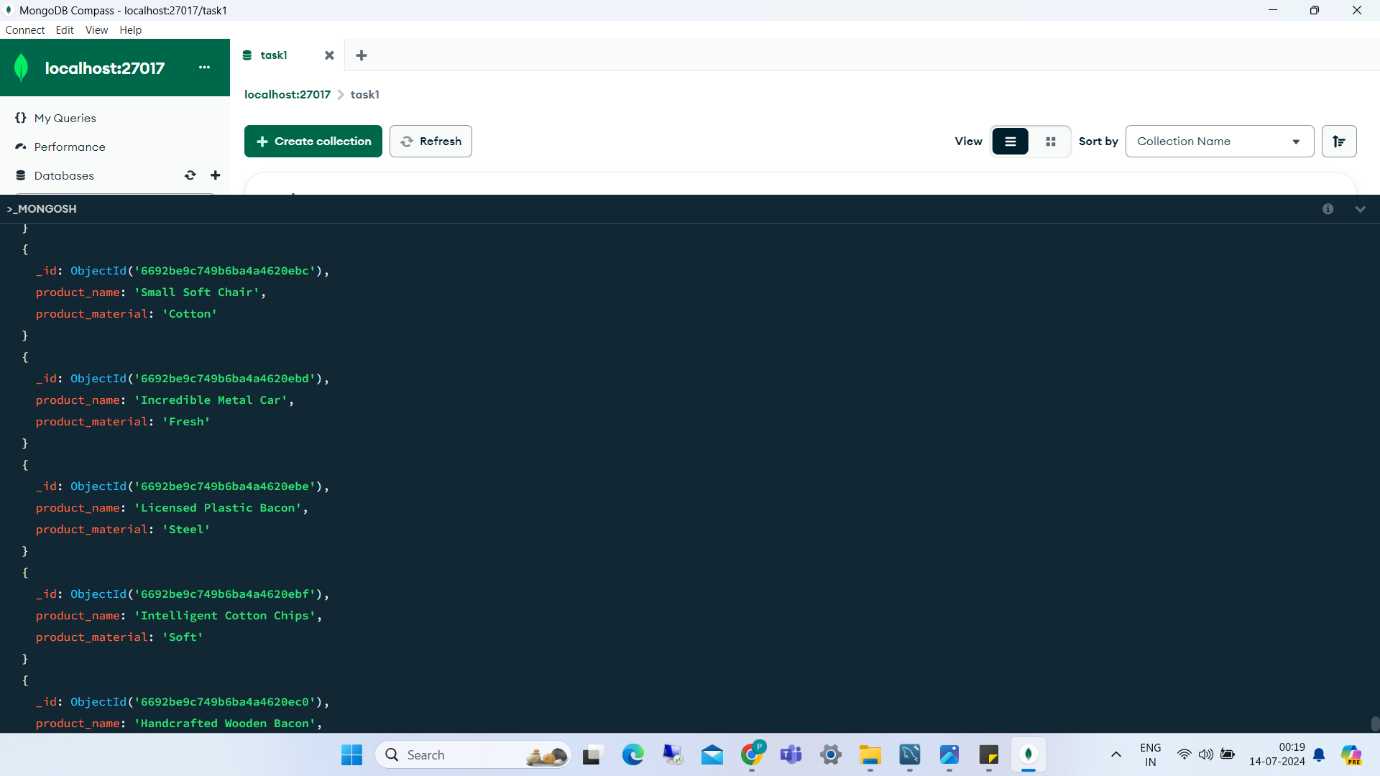 MongoDB Compass - localhost:27017/task1
Connect Edit View Help
localhost:27017
task1
localhost:27017 > task1
{} My Queries
Performance
Databases
+ Create collection
Refresh
View
Sort by
Collection Name
>_MONGOSH
}
{
_id: ObjectId('6692be9c749b6ba4a4620ebc'),
product_name: 'Small Soft Chair',
product_material: 'Cotton'
}
{
_id: ObjectId('6692be9c749b6ba4a4620ebd'),
product_name: 'Incredible Metal Car',
product_material: 'Fresh'
}
{
_id: ObjectId('6692be9c749b6ba4a4620ebe'),
product_name: 'Licensed Plastic Bacon',
product_material: 'Steel'
}
{
_id: ObjectId('6692be9c749b6ba4a4620ebf'),
product_name: 'Intelligent Cotton Chips',
product_material: 'Soft'
}
{
_id: ObjectId('6692be9c749b6ba4a4620ec0'),
product_name: 'Handcrafted Wooden Bacon',
Search
P
ENG
IN
00:19
14-07-2024
PRE